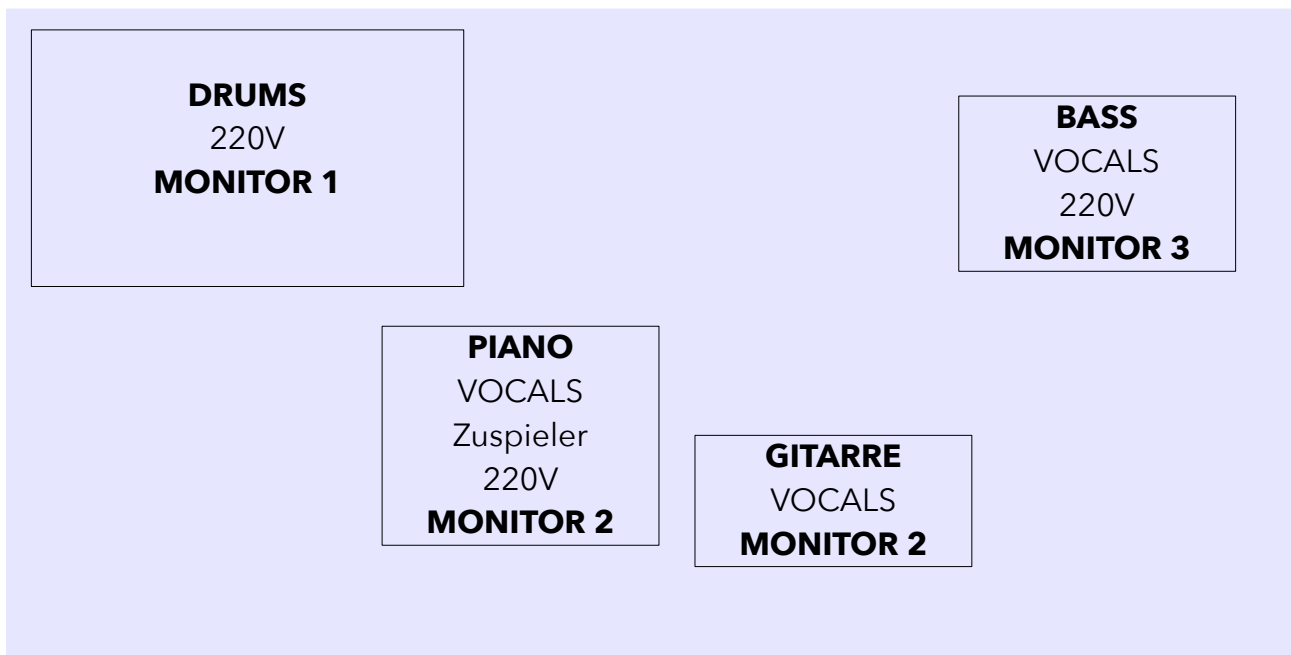 DRUMS
220V
MONITOR 1
BASS
VOCALS
220V
MONITOR 3
PIANO
VOCALS
Zuspieler
220V
MONITOR 2
GITARRE
VOCALS
MONITOR 2